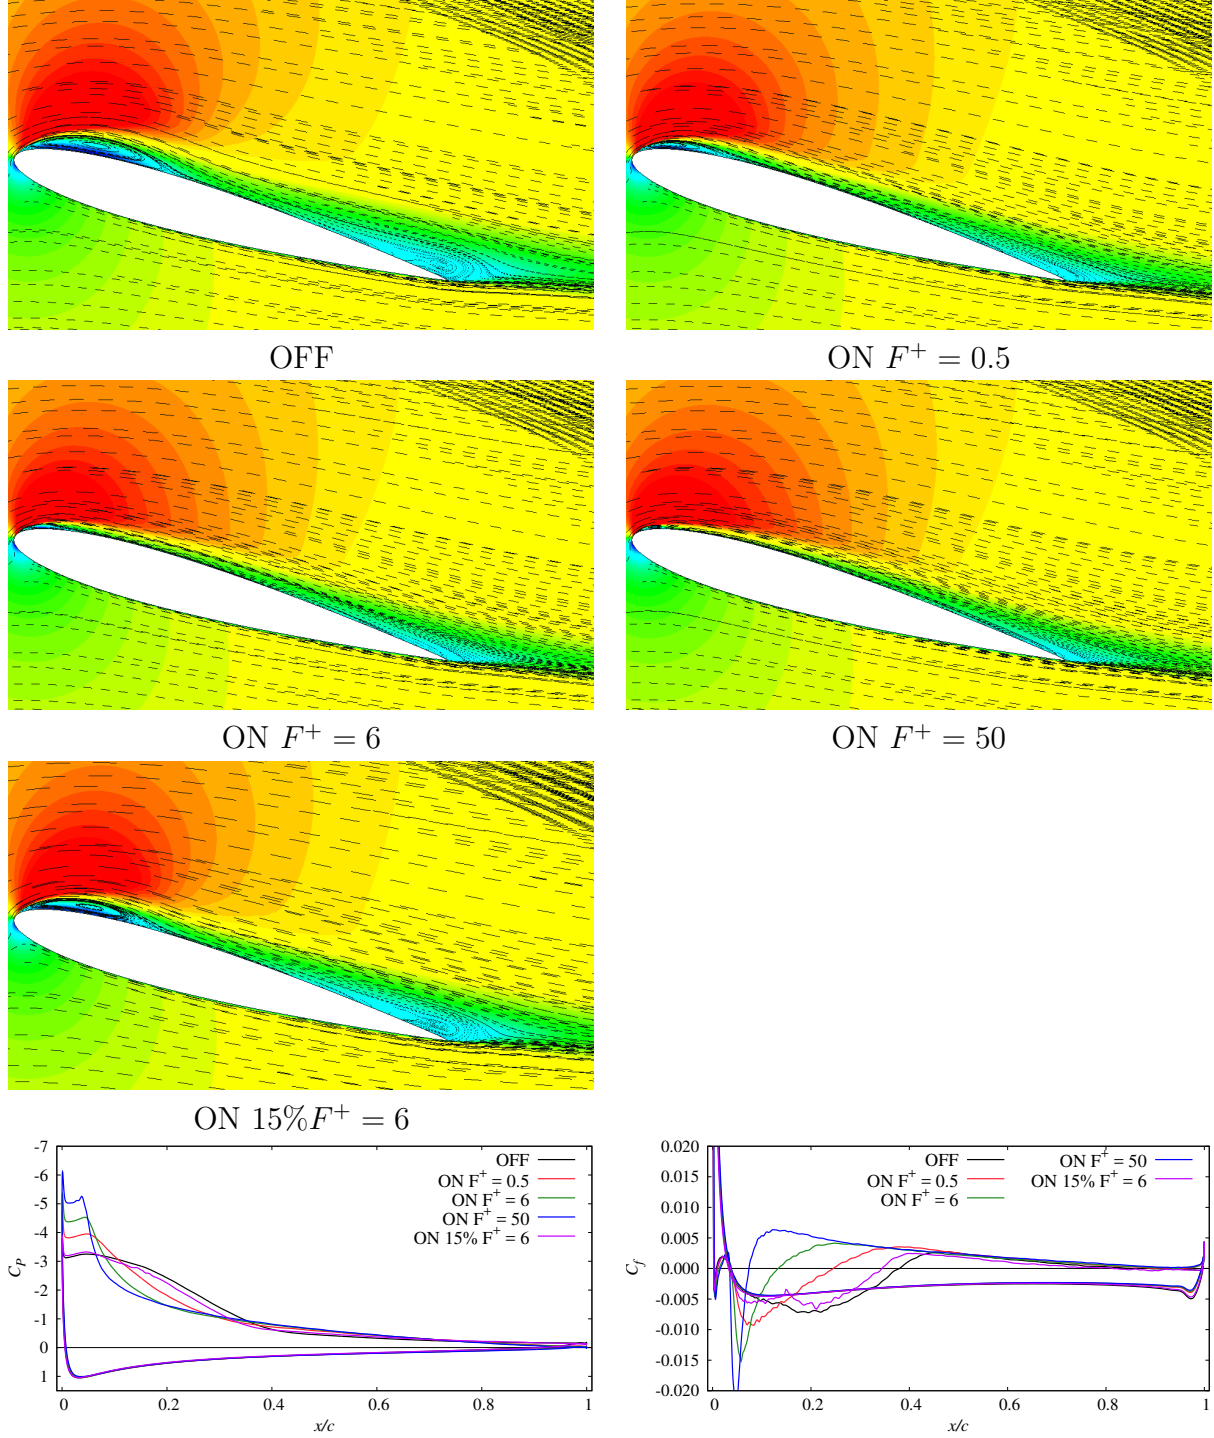 OFF
ON F+ = 0.5
ON F+ = 6
ON F+ = 50
ON 15%F+ = 6
-7
-6
-5
-4
-3
-2
-1
0
1
CP
0
0.2
0.4
0.6
0.8
1
x/c
OFF
ON F+ = 0.5
ON F+ = 6
ON F+ = 50
ON 15% F+ = 6
0.020
0.015
0.010
0.005
0.000
-0.005
-0.010
-0.015
-0.020
Cf
0
0.2
0.4
0.6
0.8
1
x/c
OFF
ON F+ = 0.5
ON F+ = 6
ON F+ = 50
ON 15% F+ = 6